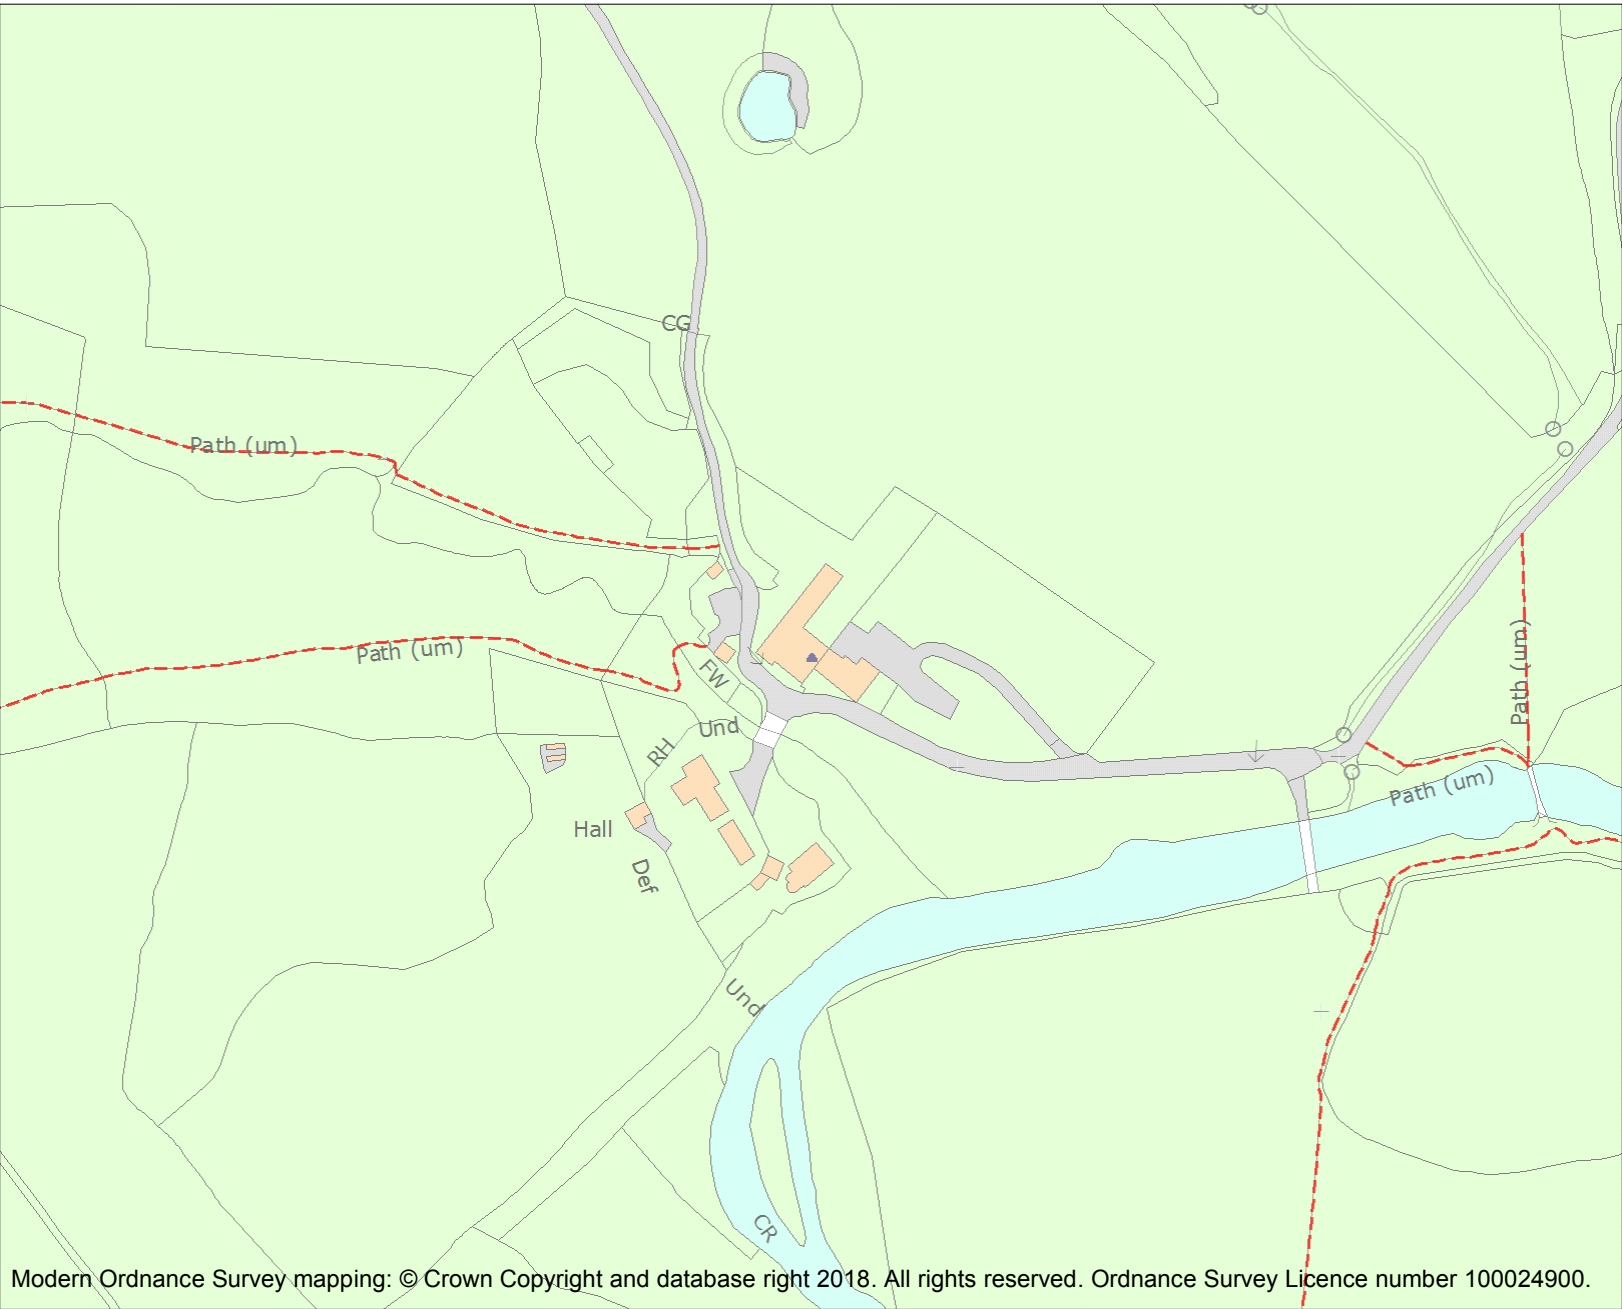 CG
Path (um)
Path (um)
Path (um)
FW
Und
RH
Path (um)
Hall
Def
Und
CR
Modern Ordnance Survey mapping: © Crown Copyright and database right 2018. All rights reserved. Ordnance Survey Licence number 100024900.